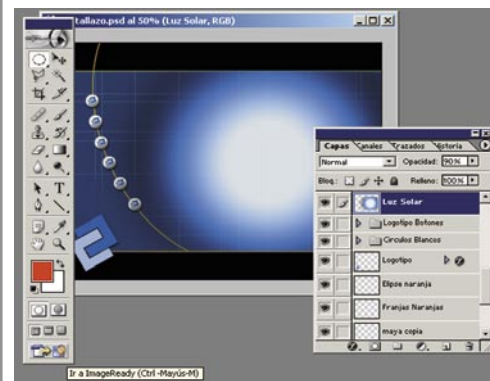 tallazo.psd al 50% (Luz Solar, RGB)
Capas Canales Trazados Historia
Normal Opacidad: 90%
Bloq.: Relleno: 100%
Luz Solar
Logotipo Botones
Circulos Blancos
Logotipo
Elipse naranja
Franjas Naranjas
maya copia
Ir a ImageReady (Ctrl-Mayús-M)